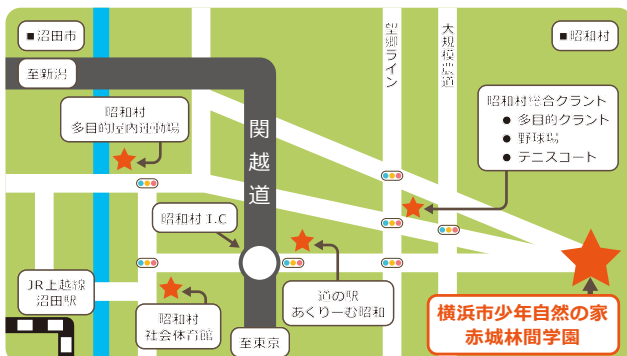 ■沼田市
■昭和村
至新潟
望郷ライン
大規模農道
昭和村
多目的屋内運動場
関越道
昭和村総合グラント
● 多目的グラント
● 野球場
● テニスコート
昭和村 I.C
JR上越線
沼田駅
道の駅
あぐりーむ昭和
昭和村
社会体育館
至東京
横浜市少年自然の家
赤城林間学園